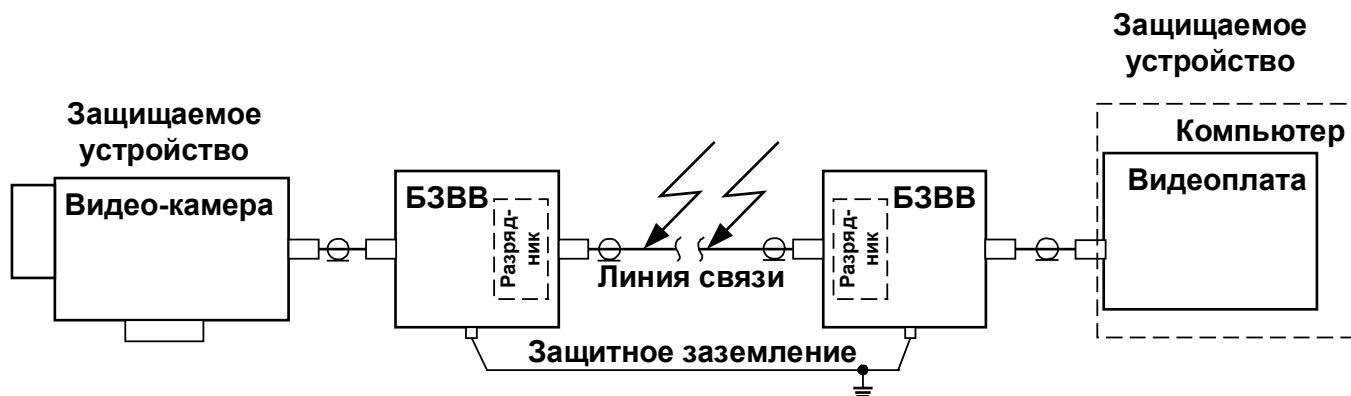 Защищаемое
устройство
Защищаемое
устройство
Компьютер
Видео-камера
БЗВВ
Разряд-
ник
Линия связи
БЗВВ
Разряд-
ник
Видеоплата
Защитное заземление